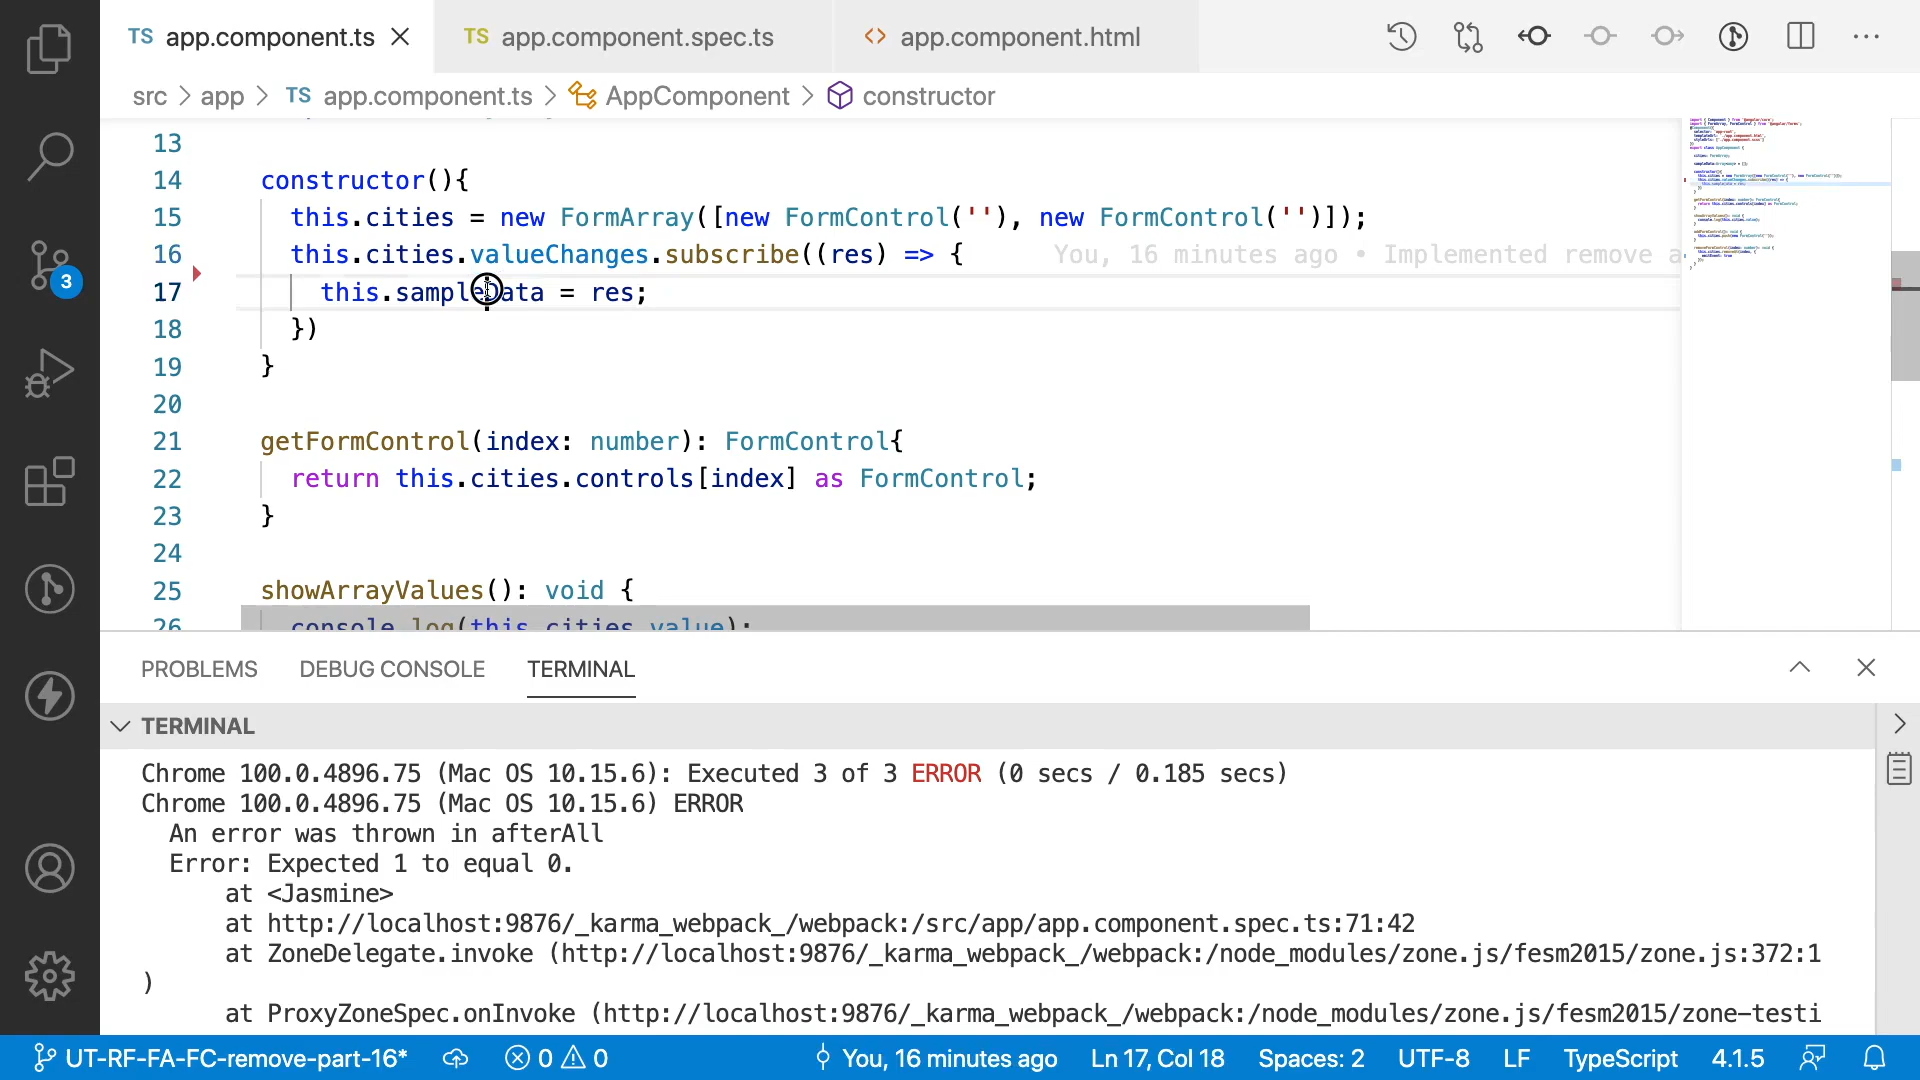 TS app.component.ts
TS app.component.spec.ts
<> app.component.html
src > app > TS app.component.ts > AppComponent > constructor
13
14 constructor(){
15 this.cities = new FormArray([new FormControl(''), new FormControl('')]);
16 this.cities.valueChanges.subscribe((res) => { You, 16 minutes ago • Implemented remove a
17 this.sampleData = res;
18 })
19 }
20
21 getFormControl(index: number): FormControl{
22 return this.cities.controls[index] as FormControl;
23 }
24
25 showArrayValues(): void {
26 console.log(this.cities.value);
3
PROBLEMS DEBUG CONSOLE TERMINAL
TERMINAL
Chrome 100.0.4896.75 (Mac OS 10.15.6): Executed 3 of 3 ERROR (0 secs / 0.185 secs)
Chrome 100.0.4896.75 (Mac OS 10.15.6) ERROR
An error was thrown in afterAll
Error: Expected 1 to equal 0.
at <Jasmine>
at http://localhost:9876/_karma_webpack_/webpack:/src/app/app.component.spec.ts:71:42
at ZoneDelegate.invoke (http://localhost:9876/_karma_webpack_/webpack:/node_modules/zone.js/fesm2015/zone.js:372:1
)
at ProxyZoneSpec.onInvoke (http://localhost:9876/_karma_webpack_/webpack:/node_modules/zone.js/fesm2015/zone-testi
UT-RF-FA-FC-remove-part-16* 0 0 You, 16 minutes ago Ln 17, Col 18 Spaces: 2 UTF-8 LF TypeScript 4.1.5